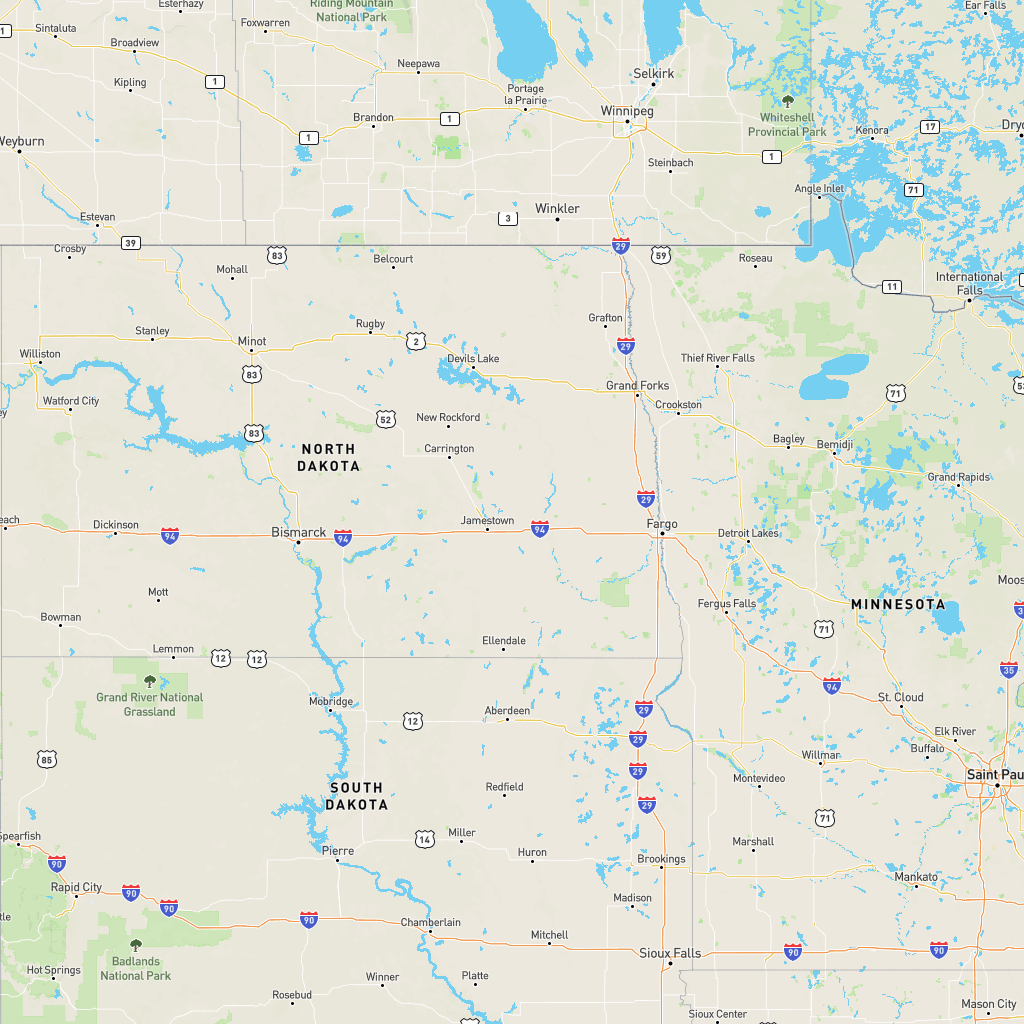 Esterhazy
Riding Mountain
National Park
Ear Falls
Foxwarren
1
Sintaluta
Broadview
Neepawa
Selkirk
Kipling
1
Portage
la Prairie
Whiteshell
Provincial Park
Winnipeg
Brandon
1
1
17
Kenora
Weyburn
1
Steinbach
Angle Inlet
71
Estevan
3
Winkler
39
Crosby
83
Belcourt
29
59
Roseau
Mohall
International
Falls
11
Grafton
Stanley
Rugby
Minot
2
29
Williston
Devils Lake
Thief River Falls
83
Grand Forks
71
Watford City
Crookston
52
New Rockford
83
NORTH
DAKOTA
Carrington
Bagley
Bemidji
Grand Rapids
29
Dickinson
94
Bismarck
94
Jamestown
94
Fargo
Detroit Lakes
Mott
Fergus Falls
MINNESOTA
Bowman
71
Ellendale
Lemmon
12
12
35
Grand River National
Grassland
94
St. Cloud
Mobridge
12
Aberdeen
29
Elk River
Buffalo
29
85
Willmar
29
Montevideo
Saint Pau
SOUTH
DAKOTA
Redfield
29
71
Spearfish
14
Miller
Marshall
Pierre
Huron
Brookings
90
Mankato
Rapid City
90
90
Madison
90
Chamberlain
Mitchell
Badlands
National Park
Sioux Falls
90
90
Hot Springs
Winner
Platte
Rosebud
Mason City
Sioux Center